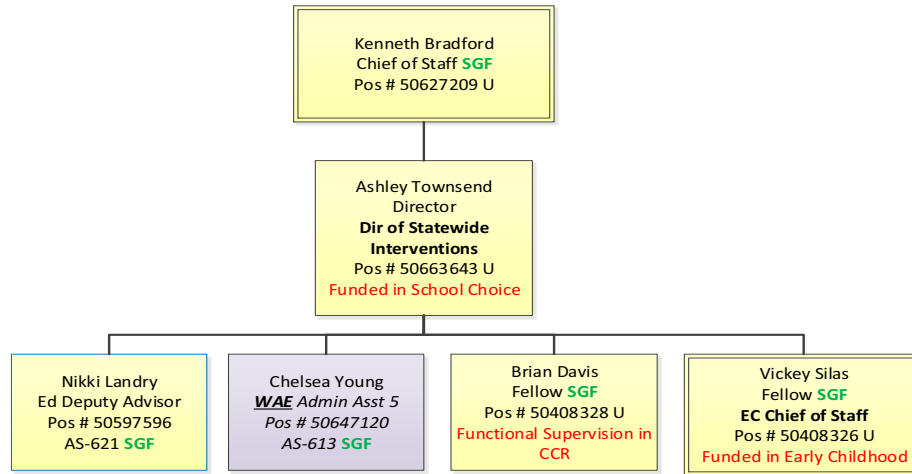 Kenneth Bradford
Chief of Staff SGF
Pos # 50627209 U
Ashley Townsend
Director
Dir of Statewide
Interventions
Pos # 50663643 U
Funded in School Choice
Nikki Landry
Ed Deputy Advisor
Pos # 50597596
AS-621 SGF
Chelsea Young
WAE Admin Asst 5
Pos # 50647120
AS-613 SGF
Brian Davis
Fellow SGF
Pos # 50408328 U
Functional Supervision in
CCR
Vickey Silas
Fellow SGF
EC Chief of Staff
Pos # 50408326 U
Funded in Early Childhood